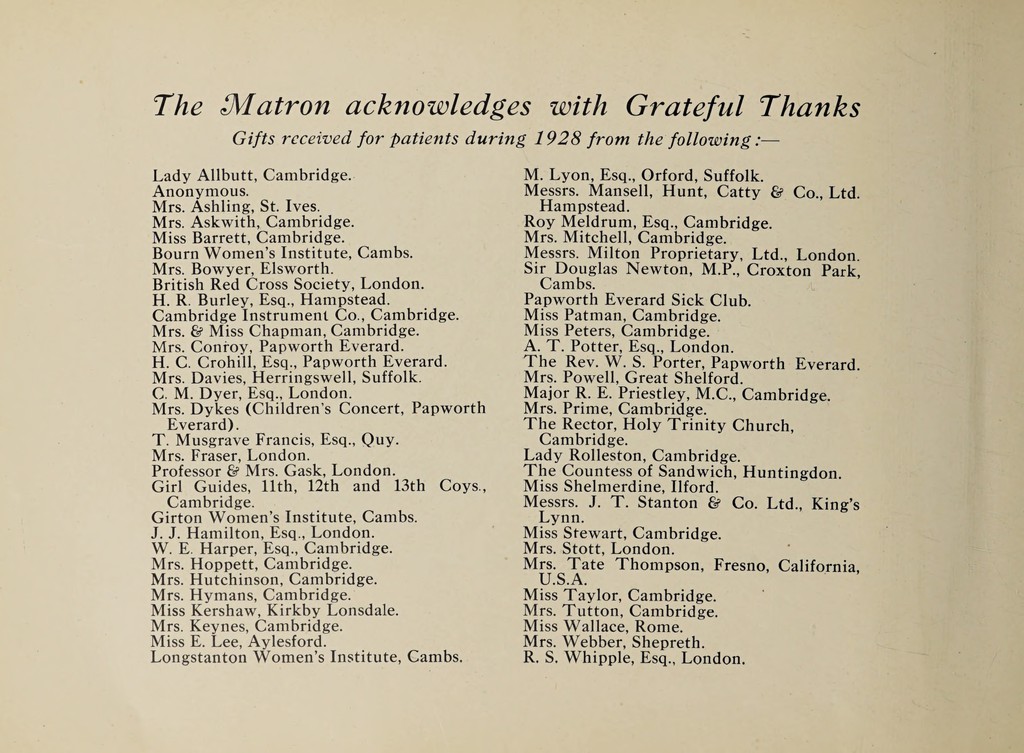 The Matron acknowledges with Grateful Thanks
Gifts received for patients during 1928 from the following:—
Lady Allbutt, Cambridge.
Anonymous.
Mrs. Ashling, St. Ives.
Mrs. Askwith, Cambridge.
Miss Barrett, Cambridge.
Bourn Women's Institute, Cambs.
Mrs. Bowyer, Elsworth.
British Red Cross Society, London.
H. R. Burley, Esq., Hampstead.
Cambridge Instrument Co., Cambridge.
Mrs. & Miss Chapman, Cambridge.
Mrs. Conroy, Papworth Everard.
H. C. Crohill, Esq., Papworth Everard.
Mrs. Davies, Herringswell, Suffolk.
C. M. Dyer, Esq., London.
Mrs. Dykes (Children's Concert, Papworth
Everard).
T. Musgrave Francis, Esq., Quy.
Mrs. Fraser, London.
Professor & Mrs. Gask, London.
Girl Guides, 11th, 12th and 13th Coys.,
Cambridge.
Girton Women's Institute, Cambs.
J. J. Hamilton, Esq., London.
W. E. Harper, Esq., Cambridge.
Mrs. Hoppett, Cambridge.
Mrs. Hutchinson, Cambridge.
Mrs. Hymans, Cambridge.
Miss Kershaw, Kirkby Lonsdale.
Mrs. Keynes, Cambridge.
Miss E. Lee, Aylesford.
Longstanton Women's Institute, Cambs.
M. Lyon, Esq., Orford, Suffolk.
Messrs. Mansell, Hunt, Catty & Co., Ltd.
Hampstead.
Roy Meldrum, Esq., Cambridge.
Mrs. Mitchell, Cambridge.
Messrs. Milton Proprietary, Ltd., London.
Sir Douglas Newton, M.P., Croxton Park,
Cambs.
Papworth Everard Sick Club.
Miss Patman, Cambridge.
Miss Peters, Cambridge.
A. T. Potter, Esq., London.
The Rev. W. S. Porter, Papworth Everard.
Mrs. Powell, Great Shelford.
Major R. E. Priestley, M.C., Cambridge.
Mrs. Prime, Cambridge.
The Rector, Holy Trinity Church,
Cambridge.
Lady Rolleston, Cambridge.
The Countess of Sandwich, Huntingdon.
Miss Shelmerdine, Ilford.
Messrs. J. T. Stanton & Co. Ltd., King's
Lynn.
Miss Stewart, Cambridge.
Mrs. Stott, London.
Mrs. Tate Thompson, Fresno, California,
U.S.A.
Miss Taylor, Cambridge.
Mrs. Tutton, Cambridge.
Miss Wallace, Rome.
Mrs. Webber, Shepreth.
R. S. Whipple, Esq., London.